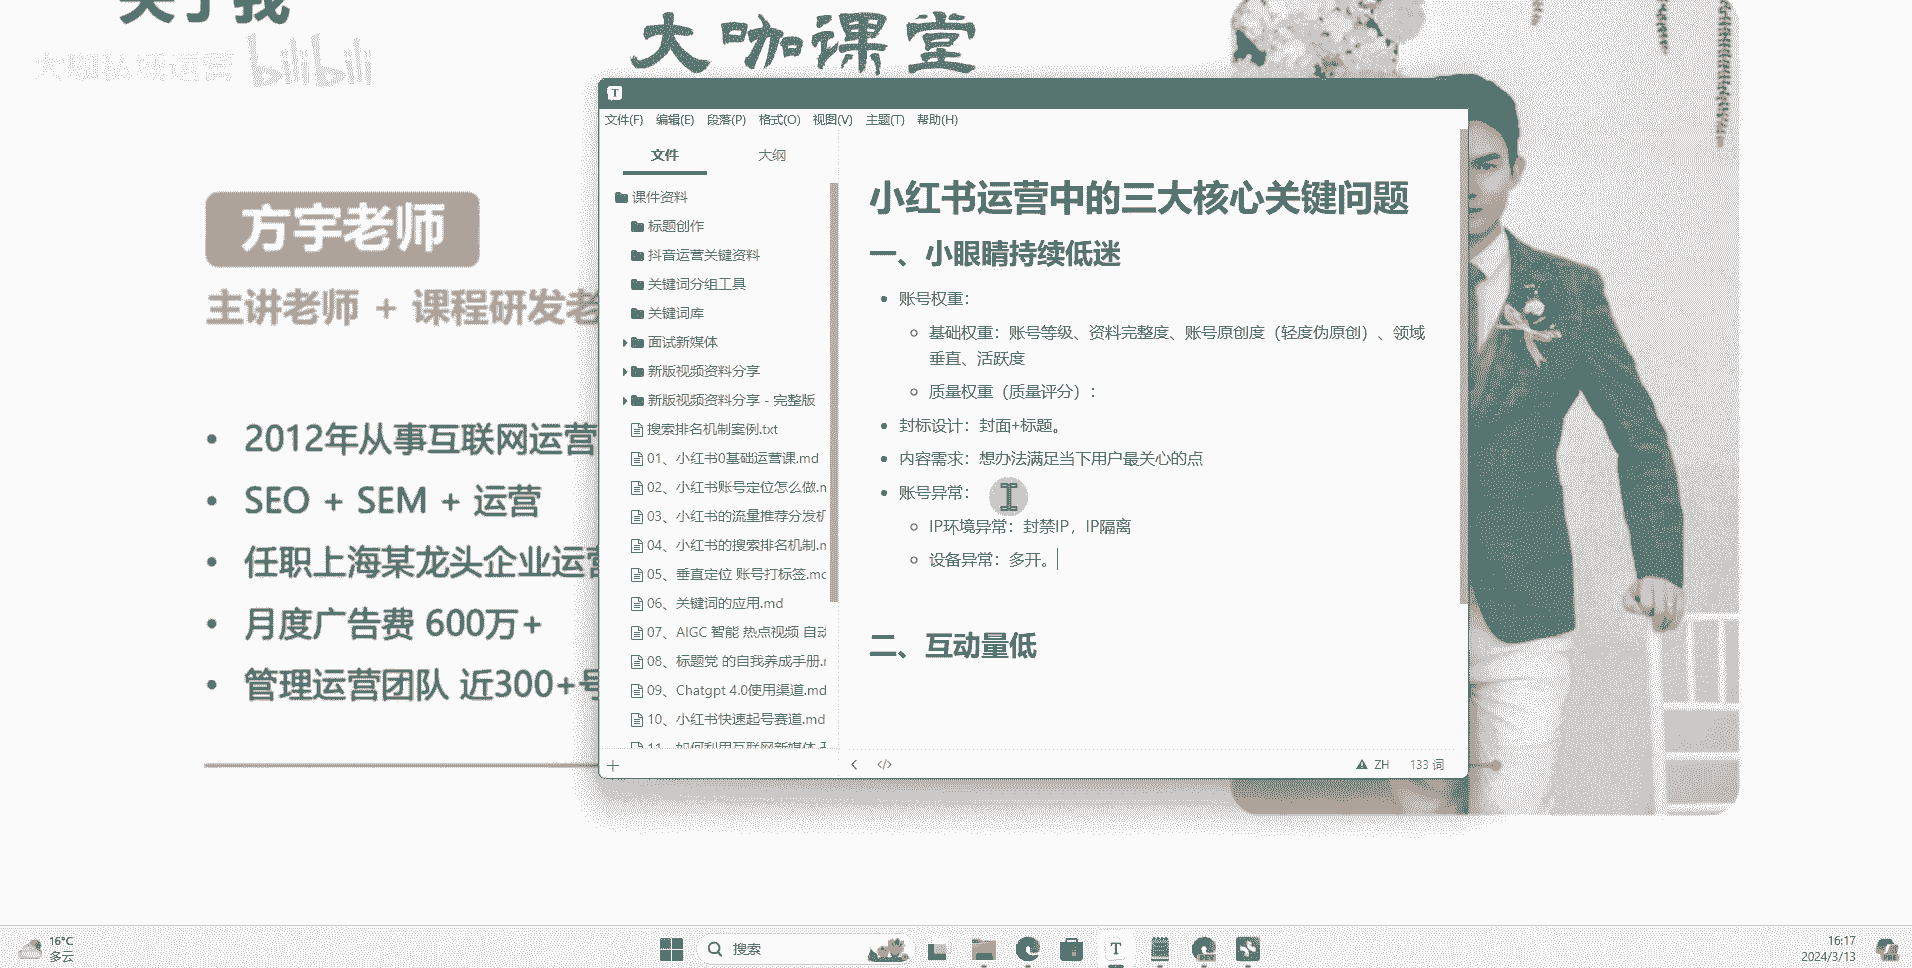 关于我
大咖私域运营 bilibili
大咖课堂
方宇老师
主讲老师 + 课程研发老
2012年从事互联网运营
SEO + SEM + 运营
任职上海某龙头企业运营
月度广告费 600万+
管理运营团队 近300+号
T
文件(F) 编辑(E) 段落(P) 格式(O) 视图(V) 主题(T) 帮助(H)
文件 大纲
课件资料
标题创作
抖音运营关键资料
关键词分组工具
关键词库
面试新媒体
新版视频资料分享
新版视频资料分享 - 完整版
搜索排名机制案例.txt
01、小红书0基础运营课.md
02、小红书账号定位怎么做.m
03、小红书的流量推荐分发机
04、小红书的搜索排名机制.m
05、垂直定位 账号打标签.mc
06、关键词的应用.md
07、AIGC 智能 热点视频 自动
08、标题党 的自我养成手册.r
09、Chatgpt 4.0使用渠道.md
10、小红书快速起号赛道.md
11、如何利用互联网新媒体
小红书运营中的三大核心关键问题
一、小眼睛持续低迷
账号权重：
基础权重：账号等级、资料完整度、账号原创度（轻度伪原创）、领域
垂直、活跃度
质量权重（质量评分）：
封标设计：封面+标题。
内容需求：想办法满足当下用户最关心的点
账号异常：
IP环境异常：封禁IP，IP隔离
设备异常：多开。
二、互动量低
ZH 133 词
16°C
多云
搜索
T
DEV
16:17
2024/3/13
PRE